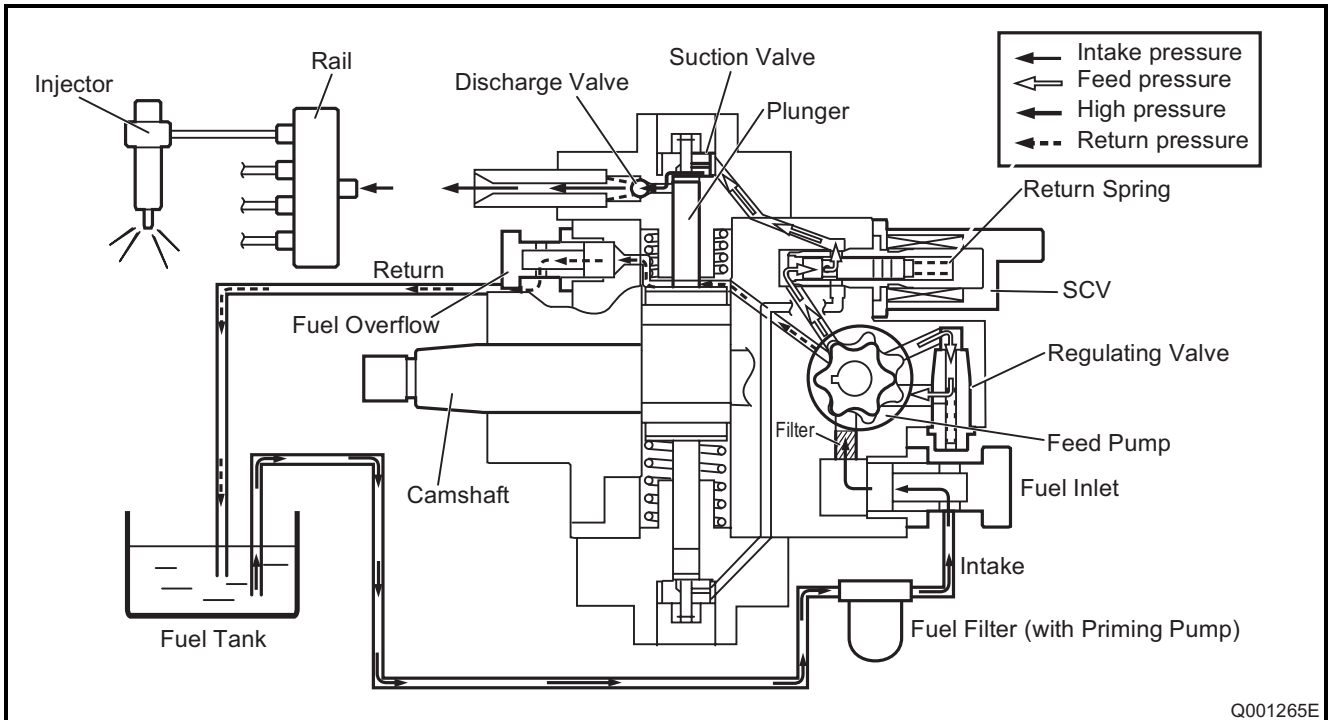 Injector
Rail
Discharge Valve
Suction Valve
Plunger
Intake pressure
Feed pressure
High pressure
Return pressure
Return Spring
SCV
Return
Fuel Overflow
Regulating Valve
Filter
Feed Pump
Camshaft
Fuel Inlet
Intake
Fuel Tank
Fuel Filter (with Priming Pump)
Q001265E